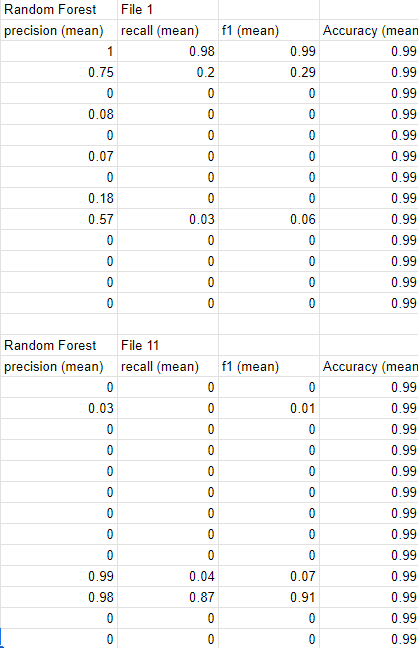 Random Forest File 1
precision (mean) recall (mean) f1 (mean) Accuracy (mean
1 0.98 0.99 0.99
0.75 0.2 0.29 0.99
0 0 0 0.99
0.08 0 0 0.99
0 0 0 0.99
0.07 0 0 0.99
0 0 0 0.99
0.18 0 0 0.99
0.57 0.03 0.06 0.99
0 0 0 0.99
0 0 0 0.99
0 0 0 0.99
0 0 0 0.99
Random Forest File 11
precision (mean) recall (mean) f1 (mean) Accuracy (mean
0 0 0 0.99
0.03 0 0.01 0.99
0 0 0 0.99
0 0 0 0.99
0 0 0 0.99
0 0 0 0.99
0 0 0 0.99
0 0 0 0.99
0 0 0 0.99
0.99 0.04 0.07 0.99
0.98 0.87 0.91 0.99
0 0 0 0.99
0 0 0 0.99